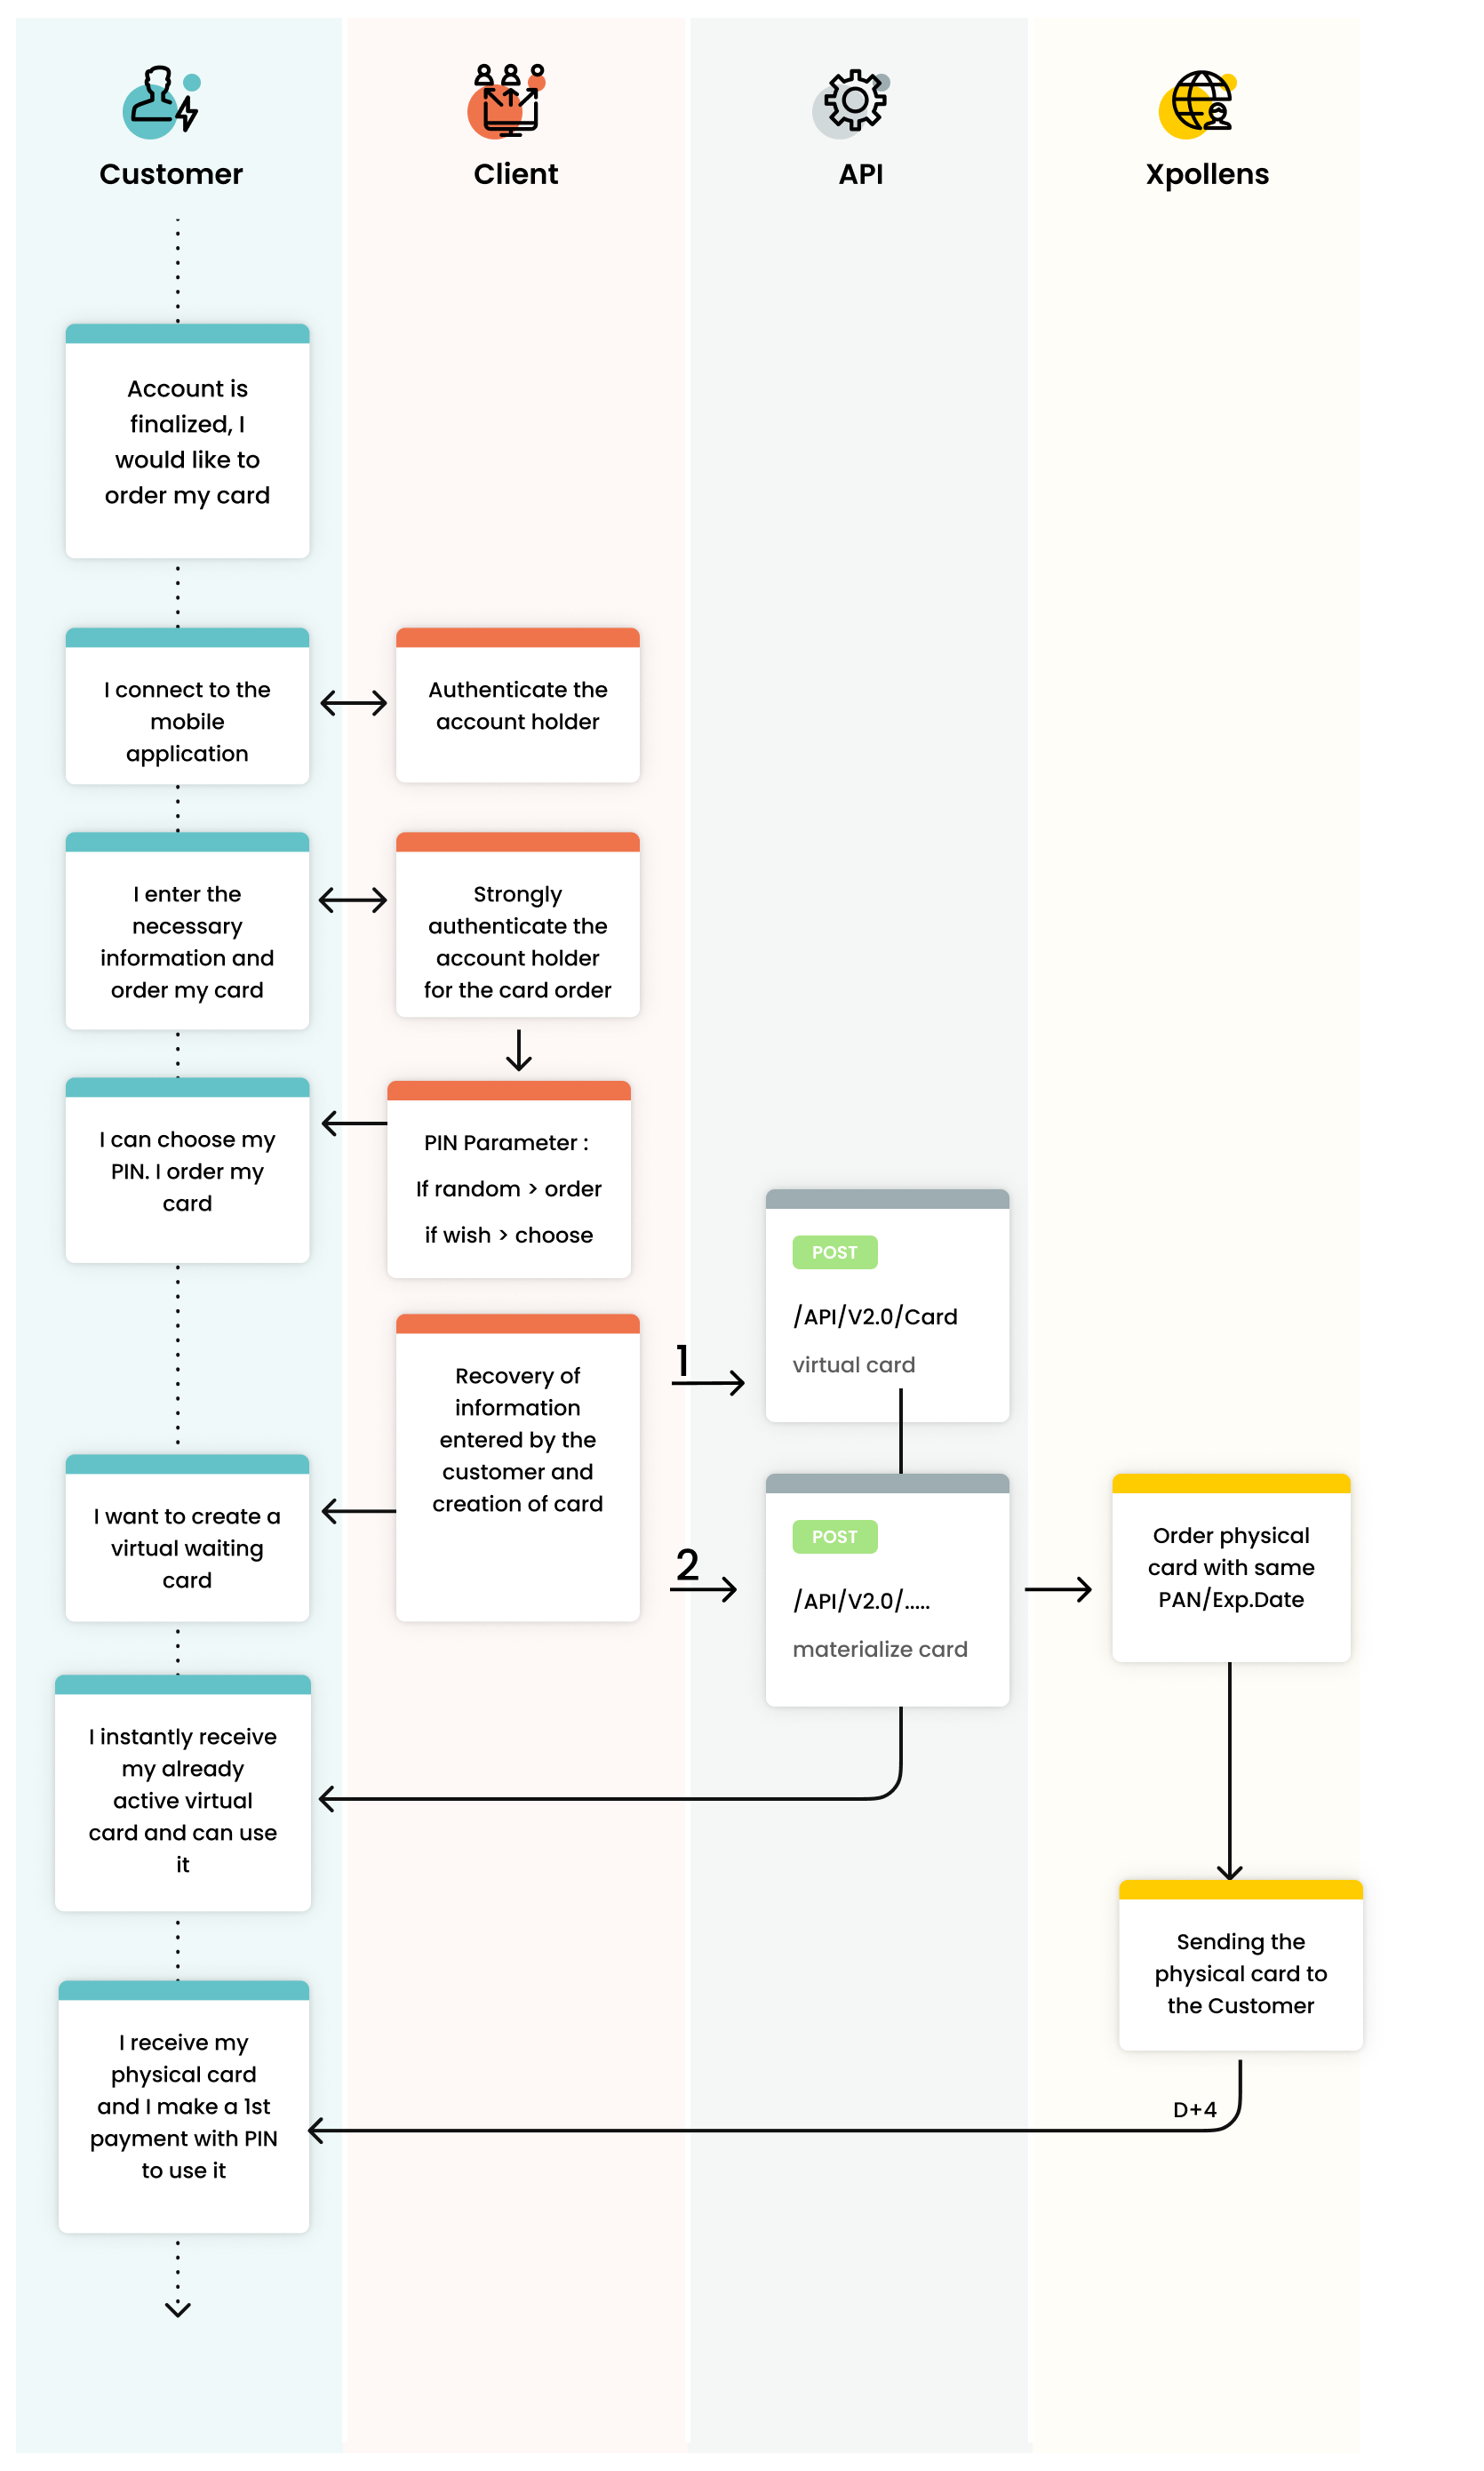 Customer
Client
API
Xpollens
Account is
finalized, I
would like to
order my card
I connect to the
mobile
application
Authenticate the
account holder
I enter the
necessary
information and
order my card
Strongly
authenticate the
account holder
for the card order
I can choose my
PIN. I order my
card
PIN Parameter :
If random > order
if wish > choose
POST
/API/V2.0/Card
virtual card
Recovery of
information
entered by the
customer and
creation of card
1
2
I want to create a
virtual waiting
card
POST
/API/V2.0/.....
materialize card
Order physical
card with same
PAN/Exp.Date
I instantly receive
my already
active virtual
card and can use
it
Sending the
physical card to
the Customer
D+4
I receive my
physical card
and I make a 1st
payment with PIN
to use it